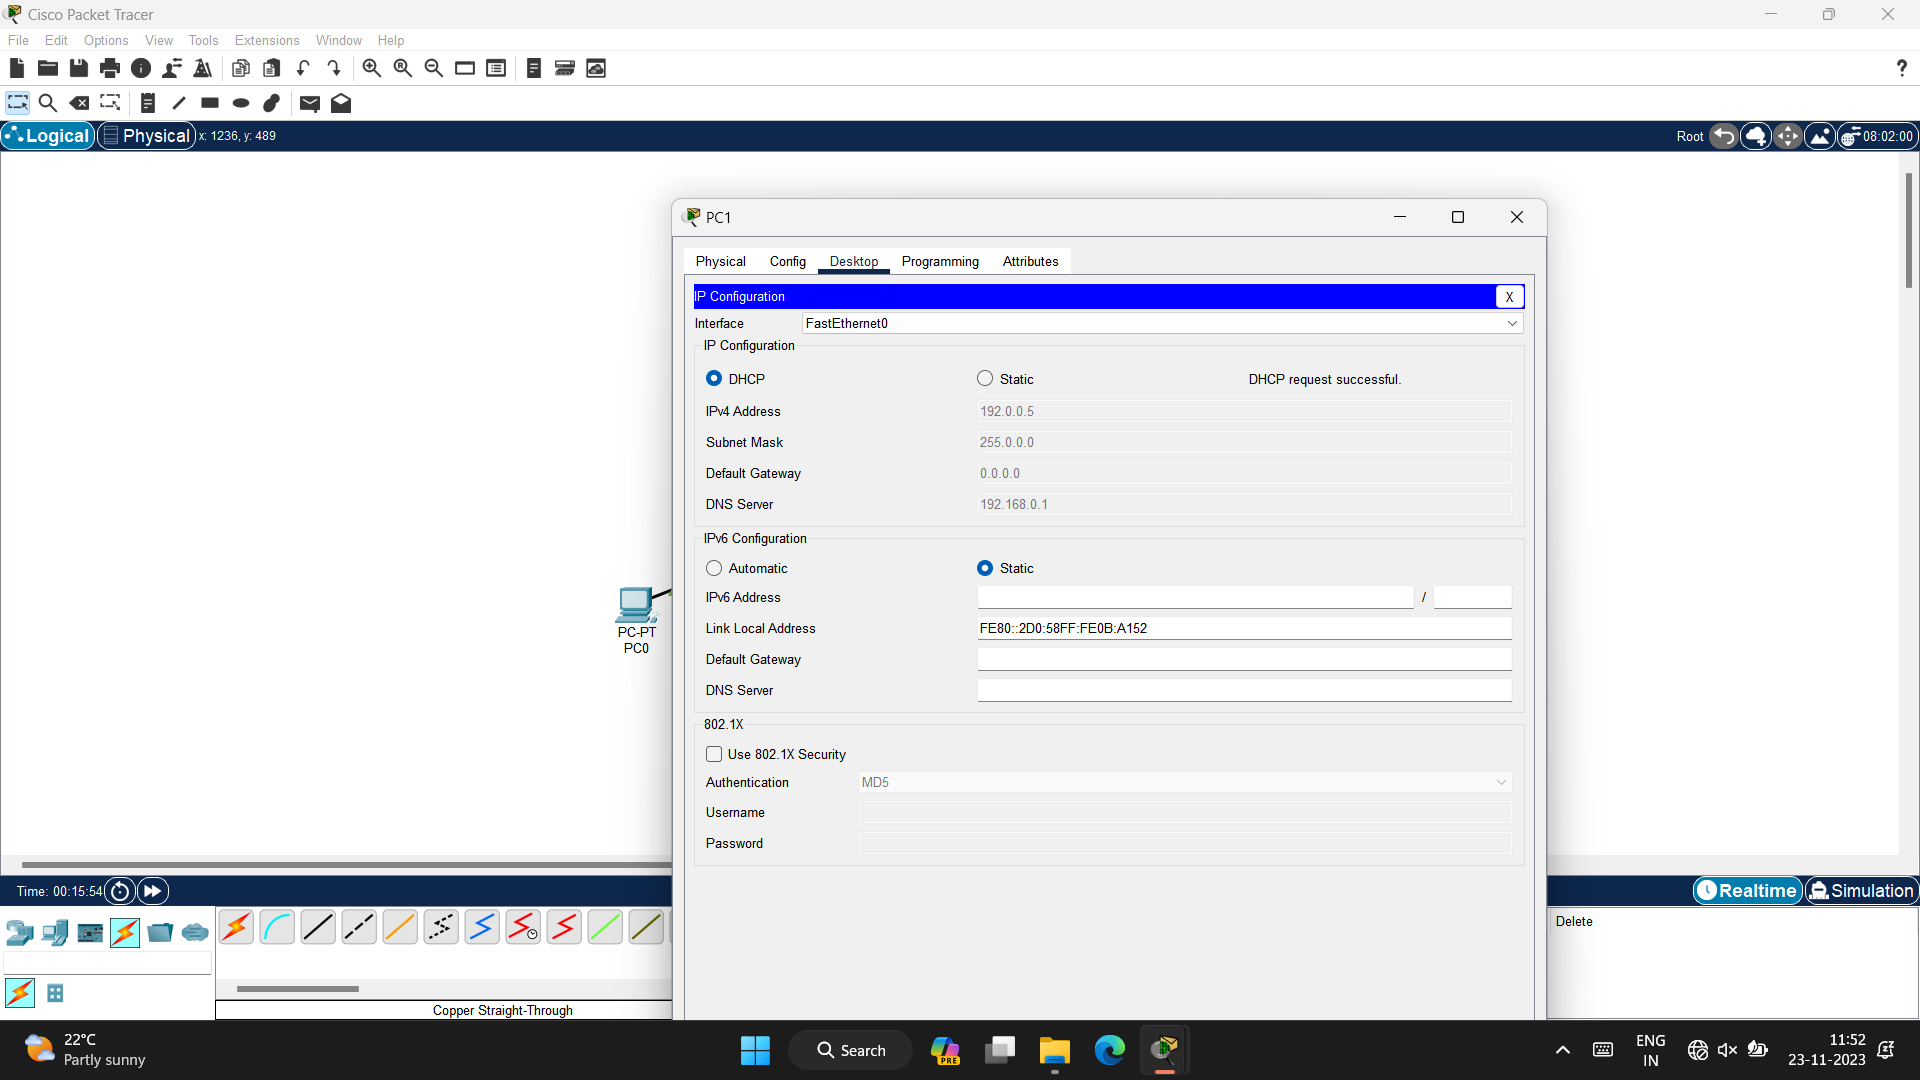 Cisco Packet Tracer
File Edit Options View Tools Extensions Window Help
?
Logical Physical x: 1236, y: 489 Root 08:02:00
PC1
Physical Config Desktop Programming Attributes
IP Configuration X
Interface FastEthernet0
IP Configuration
DHCP Static DHCP request successful.
IPv4 Address 192.0.0.5
Subnet Mask 255.0.0.0
Default Gateway 0.0.0.0
DNS Server 192.168.0.1
IPv6 Configuration
Automatic Static
IPv6 Address /
Link Local Address FE80::2D0:58FF:FE0B:A152
Default Gateway
DNS Server
PC-PT
PC0
802.1X
Use 802.1X Security
Authentication MD5
Username
Password
Time: 00:15:54 Realtime Simulation
Delete
Copper Straight-Through
22°C
Partly sunny
Search
PRE
ENG
IN
11:52
23-11-2023